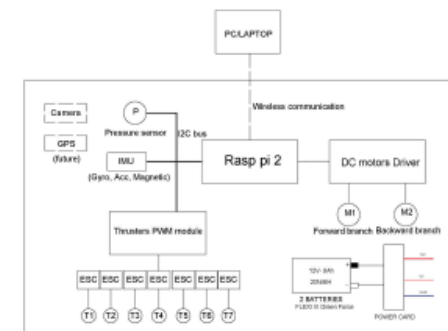 PC/LAPTOP
Wireless communication
Camera
P
Pressure sensor
I2C bus
GPS
(future)
IMU
(Gyro, Acc, Magnetic)
Rasp pi 2
DC motors Driver
M1
M2
Forward branch
Backward branch
Thrusters PWM module
ESC ESC ESC ESC ESC ESC ESC
T1 T2 T3 T4 T5 T6 T7
12V- 9Ah
2 BATTERIES
POWER CARD